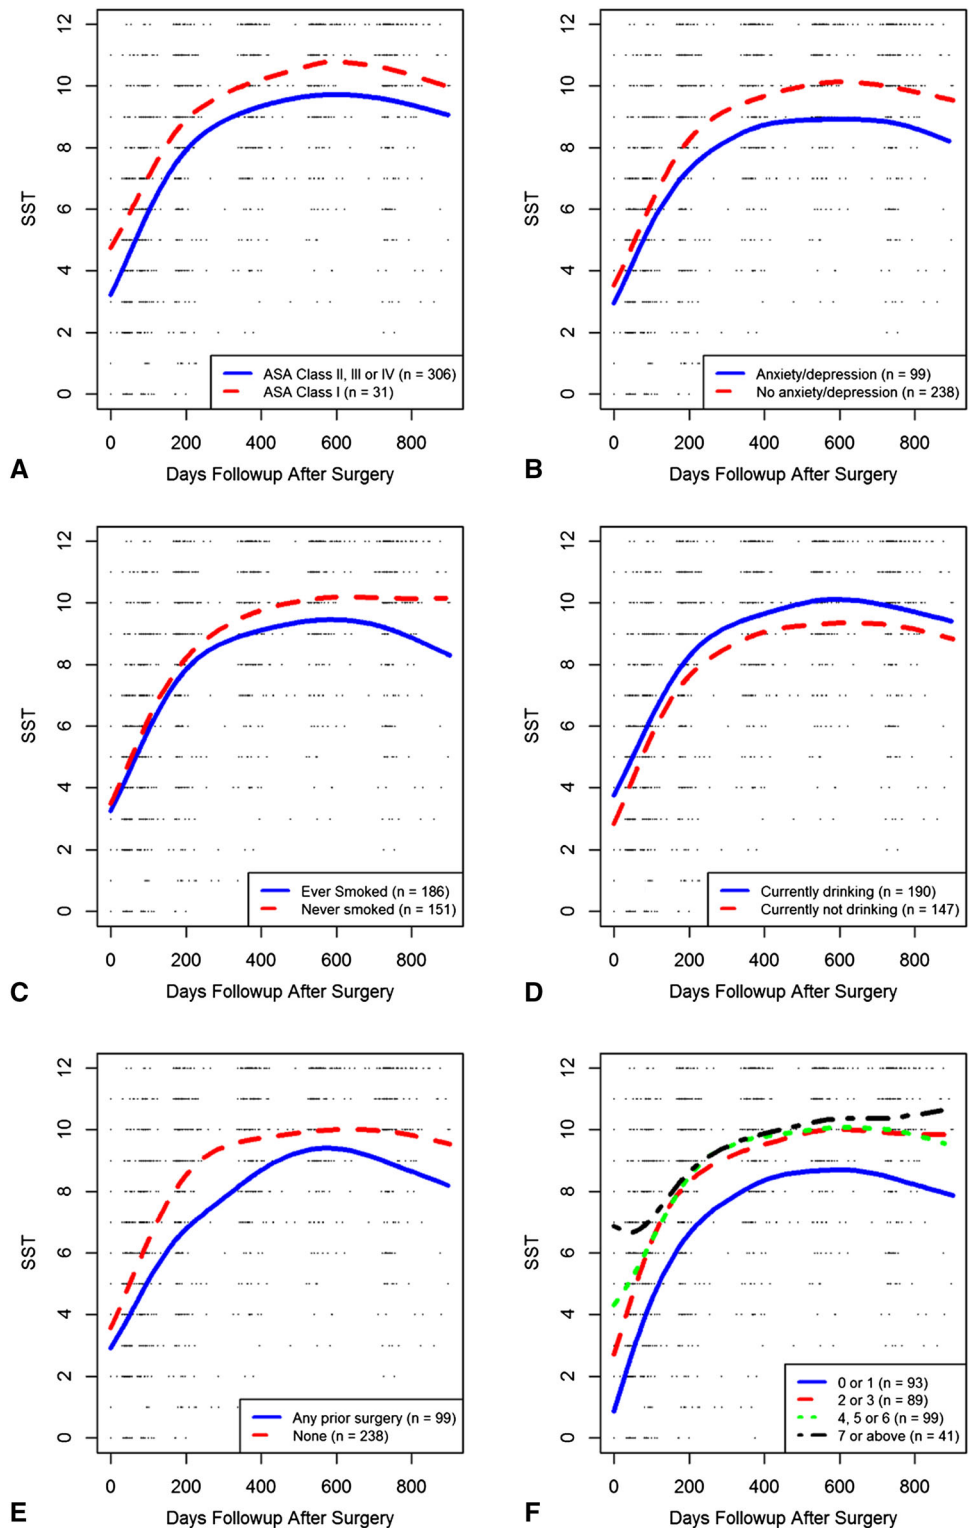 12
10
8
6
4
2
0
SST
ASA Class II, III or IV (n = 306)
ASA Class I (n = 31)
0 200 400 600 800
Days Followup After Surgery
A
12
10
8
6
4
2
0
SST
Anxiety/depression (n = 99)
No anxiety/depression (n = 238)
0 200 400 600 800
Days Followup After Surgery
B
12
10
8
6
4
2
0
SST
Ever Smoked (n = 186)
Never smoked (n = 151)
0 200 400 600 800
Days Followup After Surgery
C
12
10
8
6
4
2
0
SST
Currently drinking (n = 190)
Currently not drinking (n = 147)
0 200 400 600 800
Days Followup After Surgery
D
12
10
8
6
4
2
0
SST
Any prior surgery (n = 99)
None (n = 238)
0 200 400 600 800
Days Followup After Surgery
E
12
10
8
6
4
2
0
SST
0 or 1 (n = 93)
2 or 3 (n = 89)
4, 5 or 6 (n = 99)
7 or above (n = 41)
0 200 400 600 800
Days Followup After Surgery
F